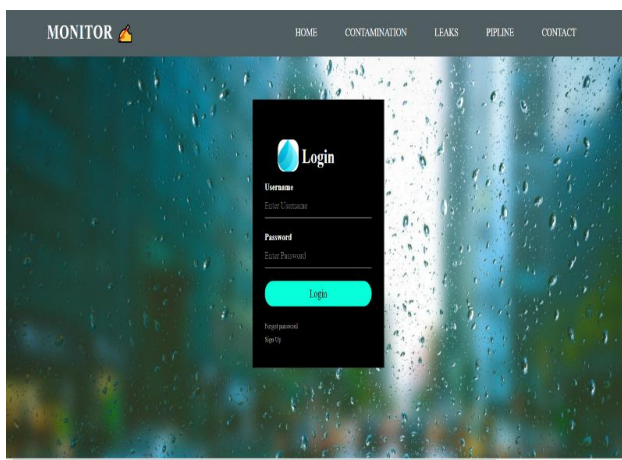 MONITOR ✍
HOME CONTAMINATION LEAKS PIPLINE CONTACT
Login
Username
Enter Username
Password
Enter Password
Login
Forgot password
Sign Up